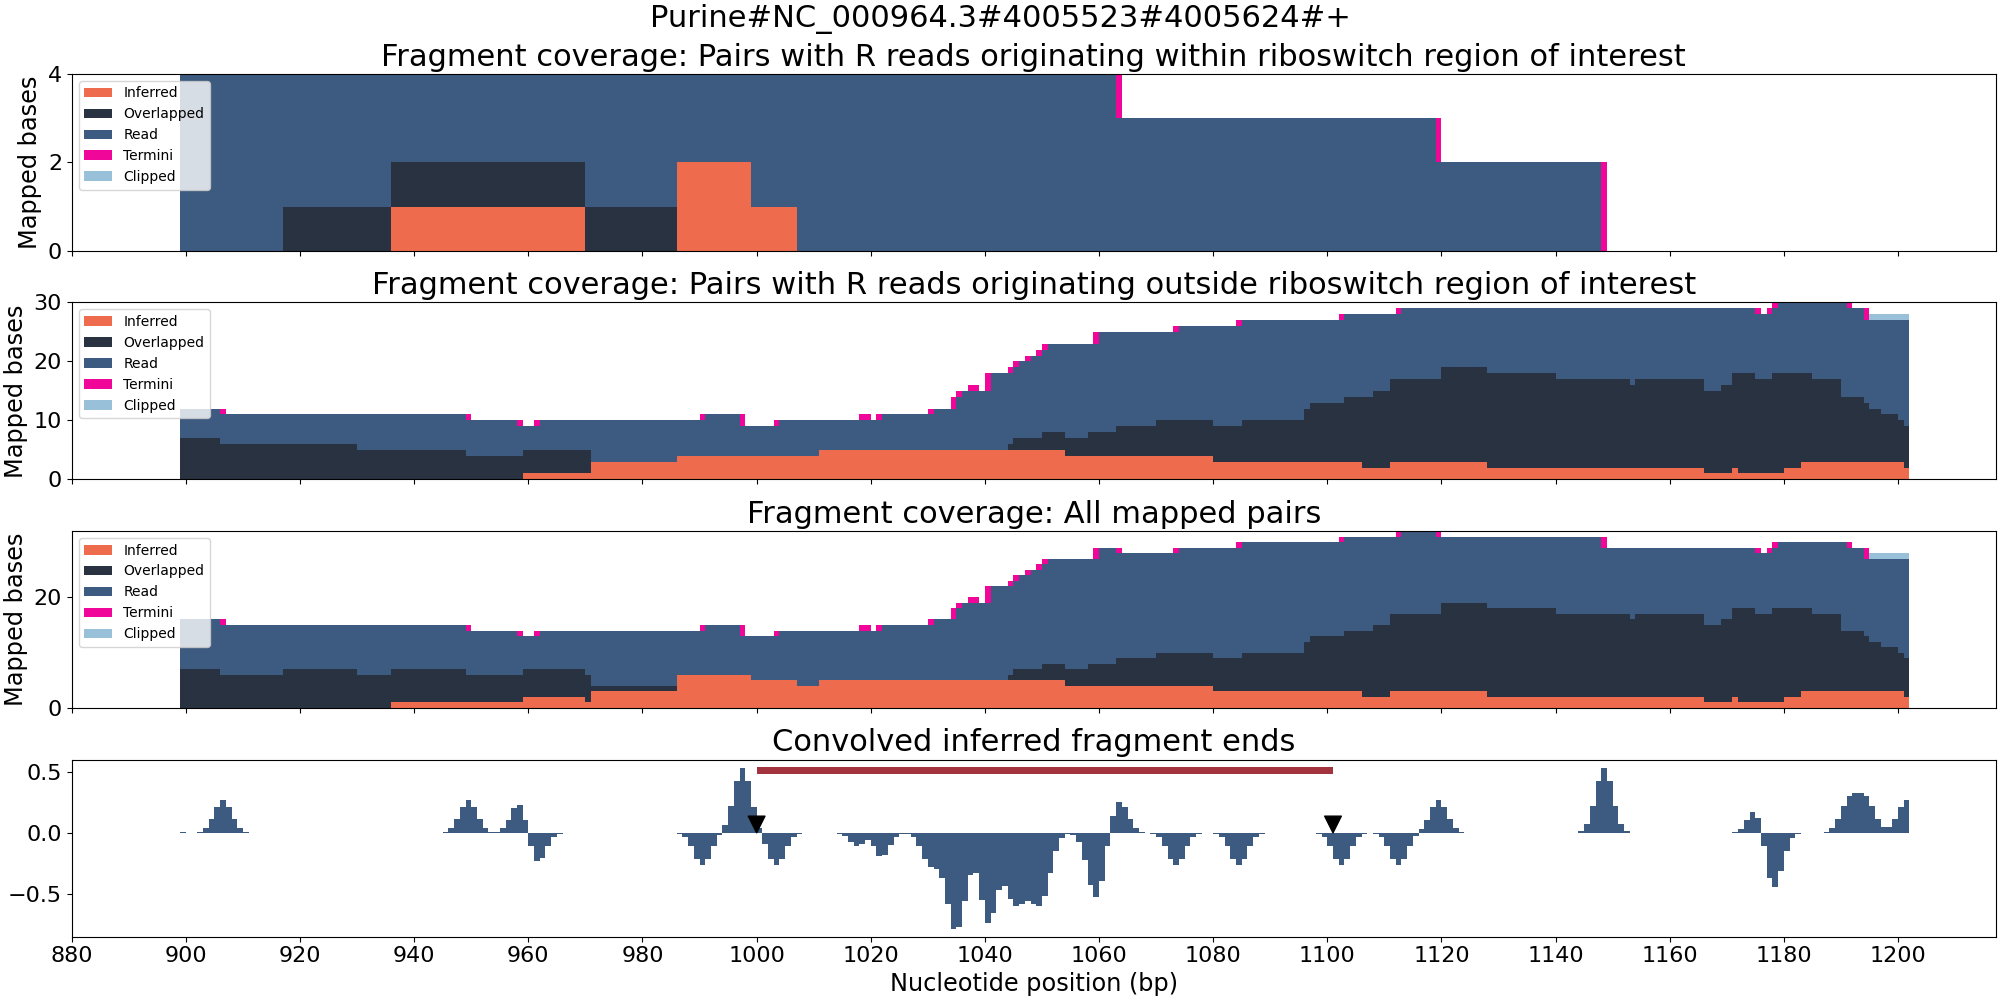 Purine#NC_000964.3#4005523#4005624#+
Fragment coverage: Pairs with R reads originating within riboswitch region of interest
Mapped bases
4
2
0
Inferred
Overlapped
Read
Termini
Clipped
Fragment coverage: Pairs with R reads originating outside riboswitch region of interest
Mapped bases
30
20
10
0
Inferred
Overlapped
Read
Termini
Clipped
Fragment coverage: All mapped pairs
Mapped bases
20
0
Inferred
Overlapped
Read
Termini
Clipped
Convolved inferred fragment ends
0.5
0.0
−0.5
880 900 920 940 960 980 1000 1020 1040 1060 1080 1100 1120 1140 1160 1180 1200
Nucleotide position (bp)